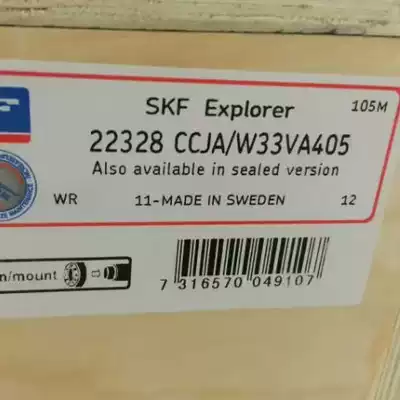 SKF Explorer
105M
22328 CCJA/W33VA405
Also available in sealed version
WR
11-MADE IN SWEDEN
12
n/mount
7 316570 049107